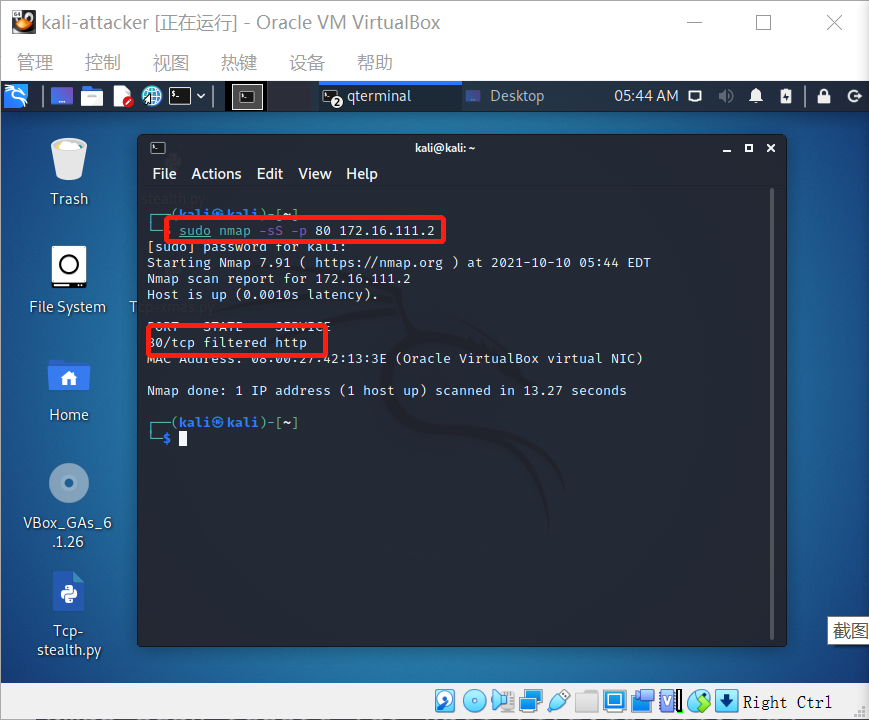 kali-attacker [正在运行] - Oracle VM VirtualBox
管理 控制 视图 热键 设备 帮助
2 qterminal Desktop 05:44 AM
kali@kali: ~
File Actions Edit View Help
Trash
stealth.py
File System
Home
VBox_GAs_6
.1.26
Tcp-
stealth.py
┌──(kali㉿kali)-[~]
└─$ sudo nmap -sS -p 80 172.16.111.2
[sudo] password for kali:
Starting Nmap 7.91 ( https://nmap.org ) at 2021-10-10 05:44 EDT
Nmap scan report for 172.16.111.2
Host is up (0.0010s latency).
PORT STATE SERVICE
80/tcp filtered http
MAC Address: 08:00:27:42:13:3E (Oracle VirtualBox virtual NIC)
Nmap done: 1 IP address (1 host up) scanned in 13.27 seconds
┌──(kali㉿kali)-[~]
└─$
截图
Right Ctrl